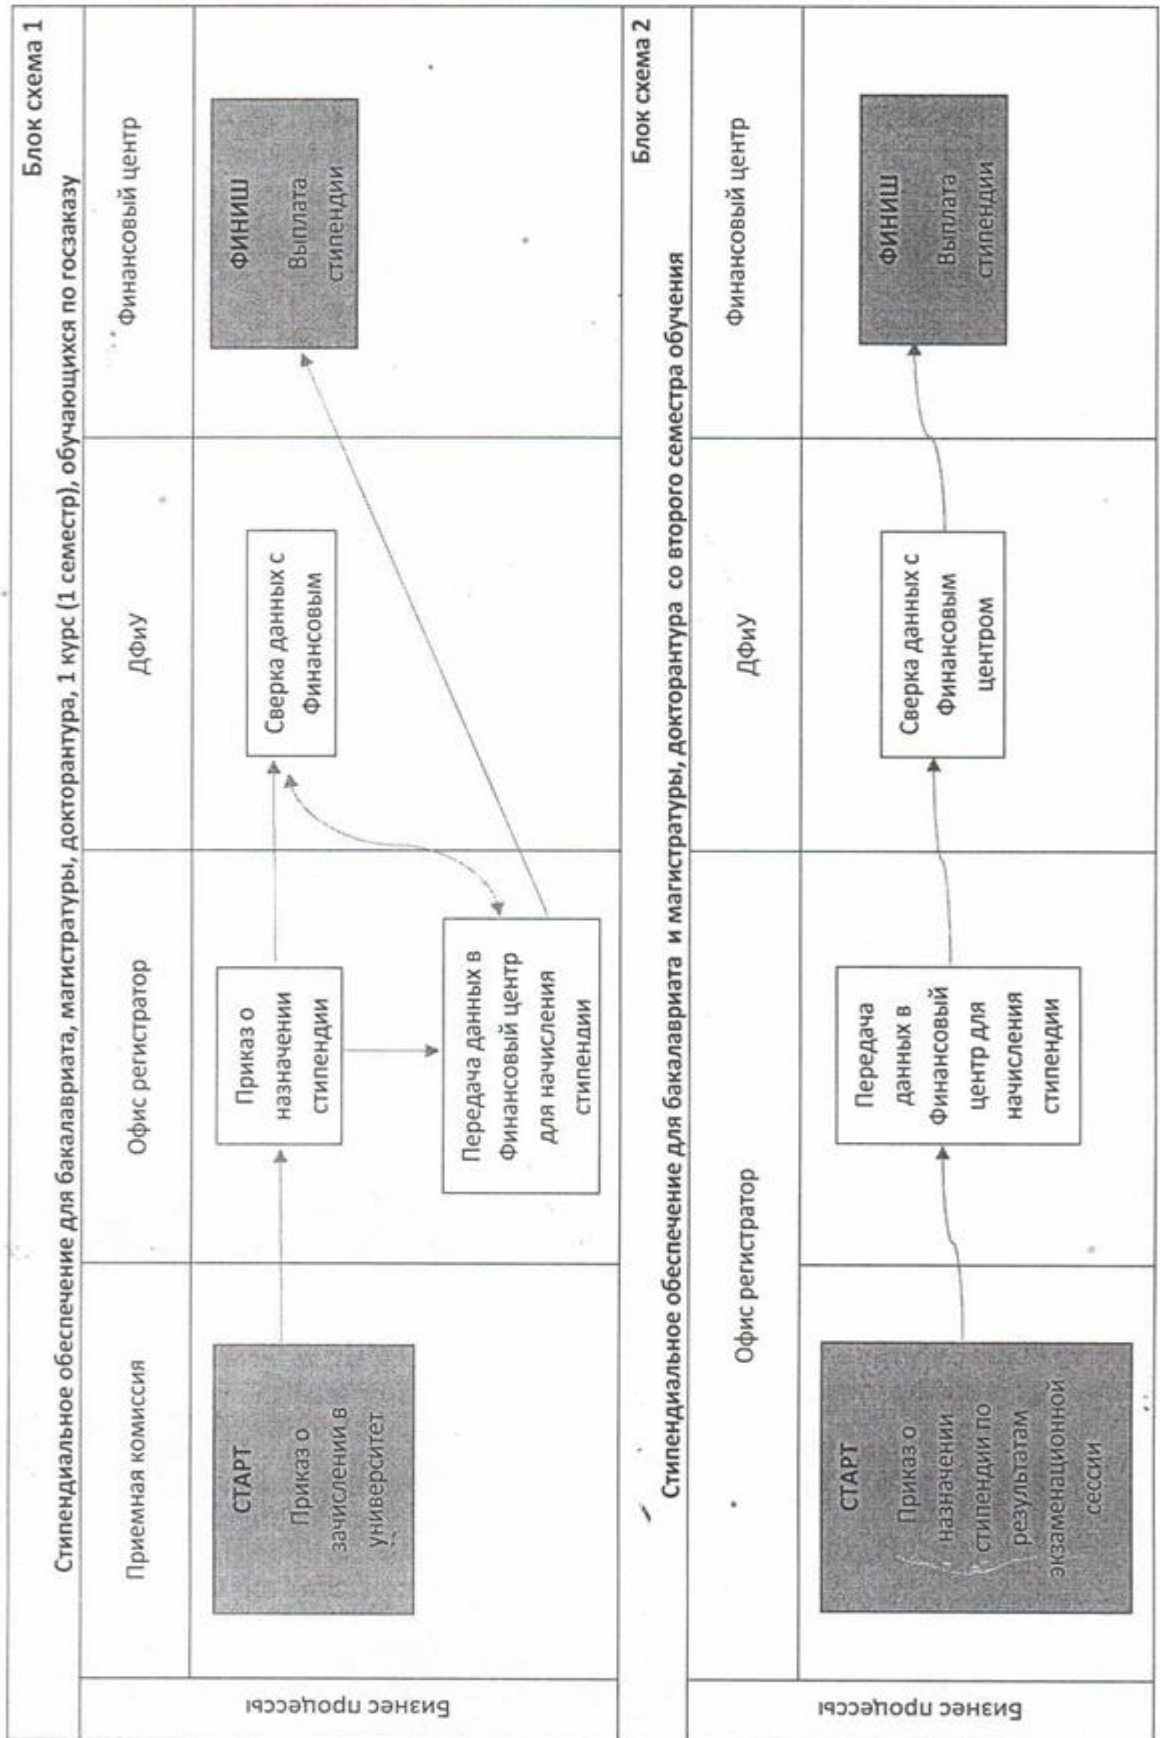 Блок схема 1
Стипендиальное обеспечение для бакалавриата, магистратуры, докторантура, 1 курс (1 семестр), обучающихся по госзаказу
Бизнес процессы
Приемная комиссия
Офис регистратор
ДФиУ
Финансовый центр
СТАРТ
Приказ о
зачислении в
университет
Приказ о
назначении
стипендии
Передача данных в
Финансовый центр
для начисления
стипендии
Сверка данных с
Финансовым
ФИНИШ
Выплата
стипендии
Блок схема 2
Стипендиальное обеспечение для бакалавриата и магистратуры, докторантура со второго семестра обучения
Бизнес процессы
Офис регистратор
ДФиУ
Финансовый центр
СТАРТ
Приказ о
назначении
стипендии по
результатам
экзаменационной
сессии
Передача
данных в
Финансовый
центр для
начисления
стипендии
Сверка данных с
Финансовым
центром
ФИНИШ
Выплата
стипендии